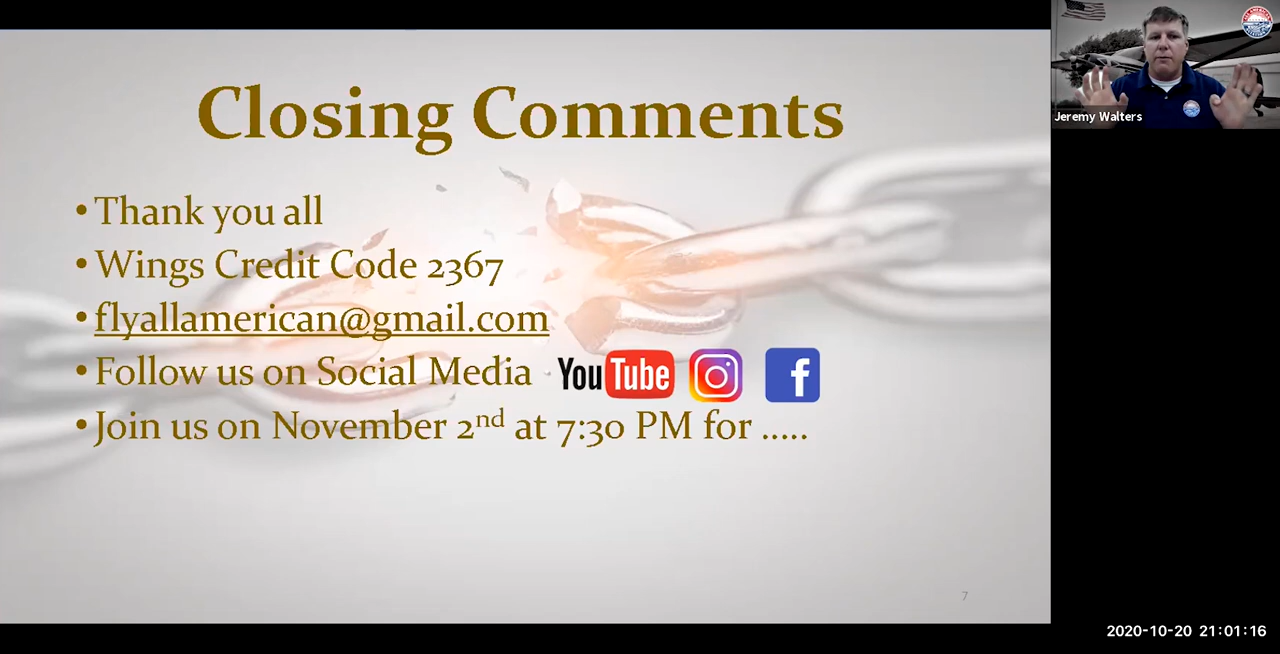 Closing Comments
• Thank you all
• Wings Credit Code 2367
• flyallamerican@gmail.com
• Follow us on Social Media YouTube f
• Join us on November 2nd at 7:30 PM for .....
7
Jeremy Walters
2020-10-20 21:01:16